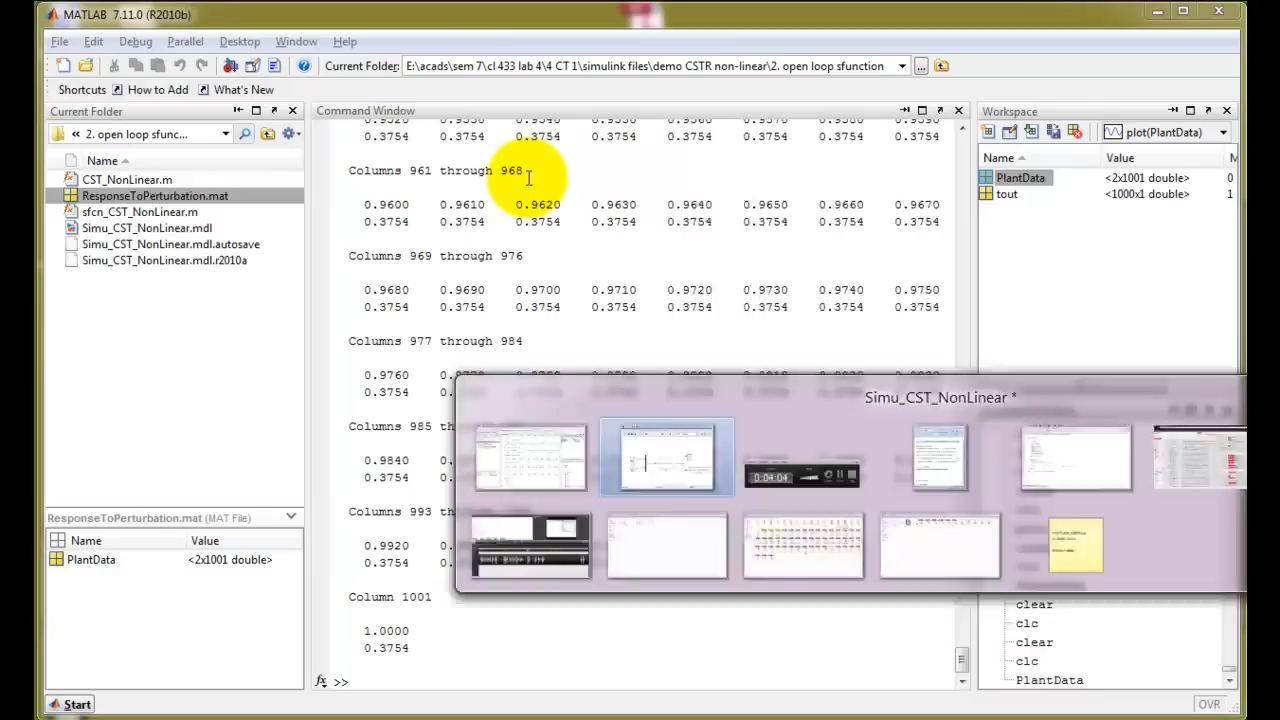 MATLAB 7.11.0 (R2010b)
File Edit Debug Parallel Desktop Window Help
Current Folder: E:\acads\sem 7\cl 433 lab 4\4 CT 1\simulink files\demo CSTR non-linear\2. open loop sfunction
Shortcuts How to Add What's New
Current Folder
« 2. open loop sfunc...
Name
CST_NonLinear.m
ResponseToPerturbation.mat
sfcn_CST_NonLinear.m
Simu_CST_NonLinear.mdl
Simu_CST_NonLinear.mdl.autosave
Simu_CST_NonLinear.mdl.r2010a
ResponseToPerturbation.mat (MAT File)
Name Value
PlantData <2x1001 double>
Start
Command Window
0.3754 0.3754 0.3754 0.3754 0.3754 0.3754 0.3754 0.3754
Columns 961 through 968
0.9600 0.9610 0.9620 0.9630 0.9640 0.9650 0.9660 0.9670
0.3754 0.3754 0.3754 0.3754 0.3754 0.3754 0.3754 0.3754
Columns 969 through 976
0.9680 0.9690 0.9700 0.9710 0.9720 0.9730 0.9740 0.9750
0.3754 0.3754 0.3754 0.3754 0.3754 0.3754 0.3754 0.3754
Columns 977 through 984
0.9760
0.3754
Columns 985
0.9840
0.3754
Columns 993
0.9920
0.3754
Column 1001
1.0000
0.3754
fx >>
Simu_CST_NonLinear *
0:04:04
Workspace
plot(PlantData)
Name Value M
PlantData <2x1001 double> 0
tout <1000x1 double> 1
clear
clc
clear
clc
PlantData
OVR